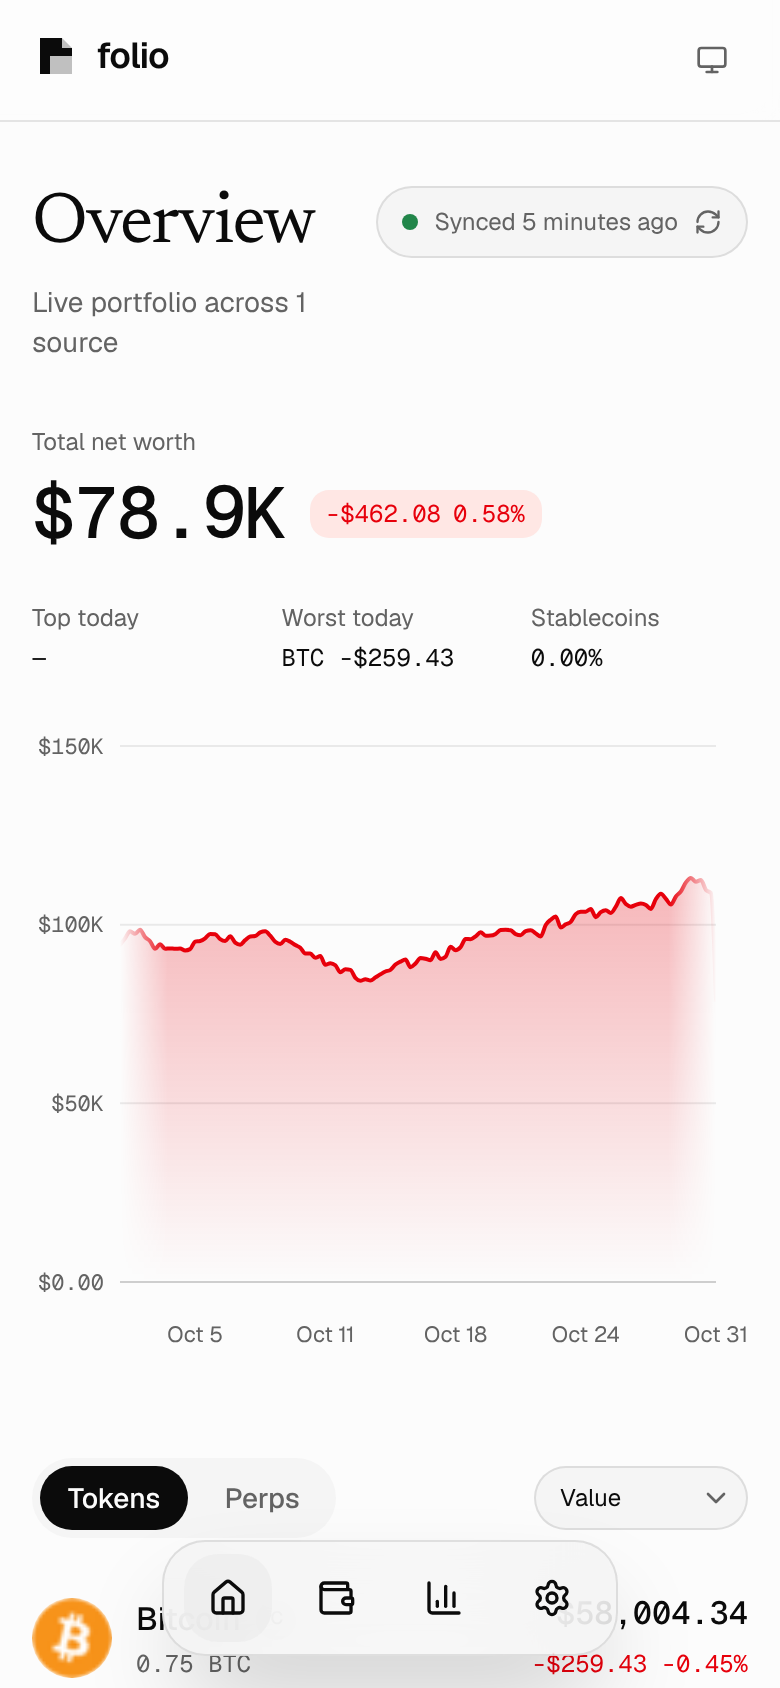 folio
Overview
Synced 5 minutes ago
Live portfolio across 1
source
Total net worth
$78.9K
-$462.08 0.58%
Top today
Worst today
Stablecoins
–
BTC -$259.43
0.00%
$150K
$100K
$50K
$0.00
Oct 5
Oct 11
Oct 18
Oct 24
Oct 31
Tokens
Perps
Value
Bitcoin
$58,004.34
0.75 BTC
-$259.43 -0.45%